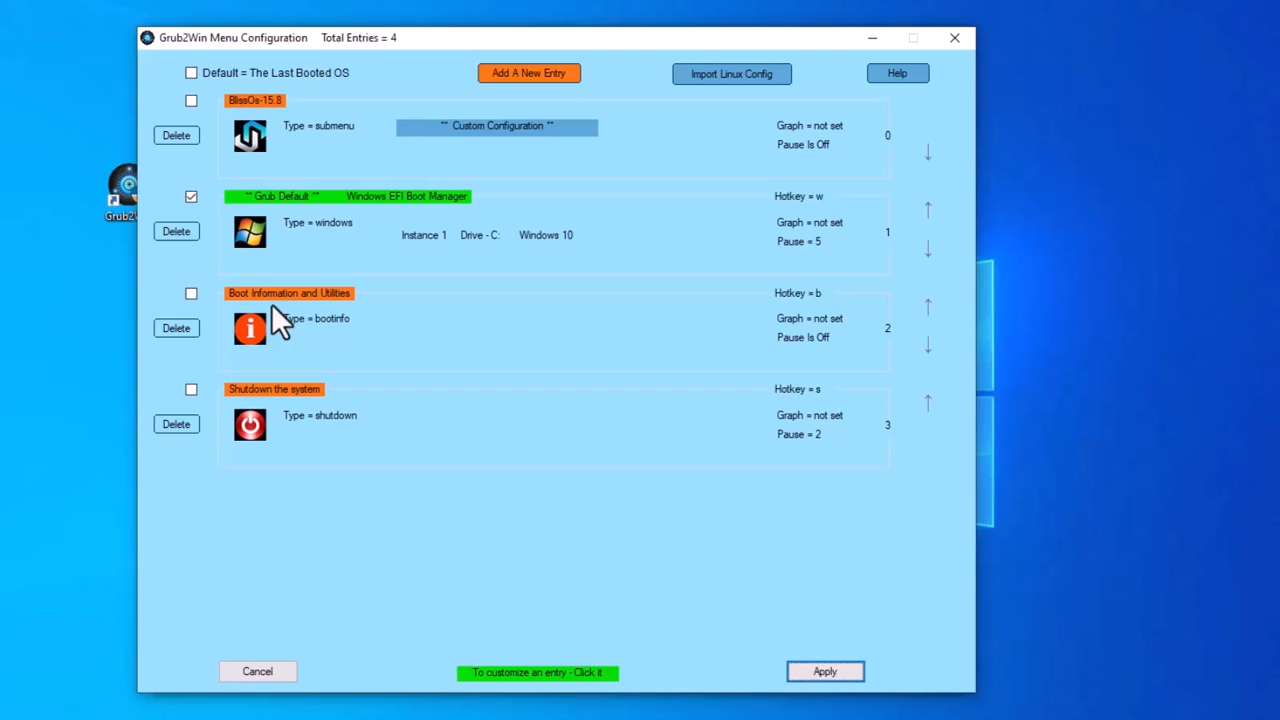 Grub2Win Menu Configuration Total Entries = 4
Default = The Last Booted OS
Add A New Entry
Import Linux Config
Help
BlissOs-15.8
Delete
Type = submenu
** Custom Configuration **
Graph = not set
Pause Is Off
0
** Grub Default ** Windows EFI Boot Manager
Hotkey = w
Delete
Type = windows
Instance 1 Drive - C: Windows 10
Graph = not set
Pause = 5
1
Boot Information and Utilities
Hotkey = b
Delete
Type = bootinfo
Graph = not set
Pause Is Off
2
Shutdown the system
Hotkey = s
Delete
Type = shutdown
Graph = not set
Pause = 2
3
Cancel
To customize an entry - Click it
Apply